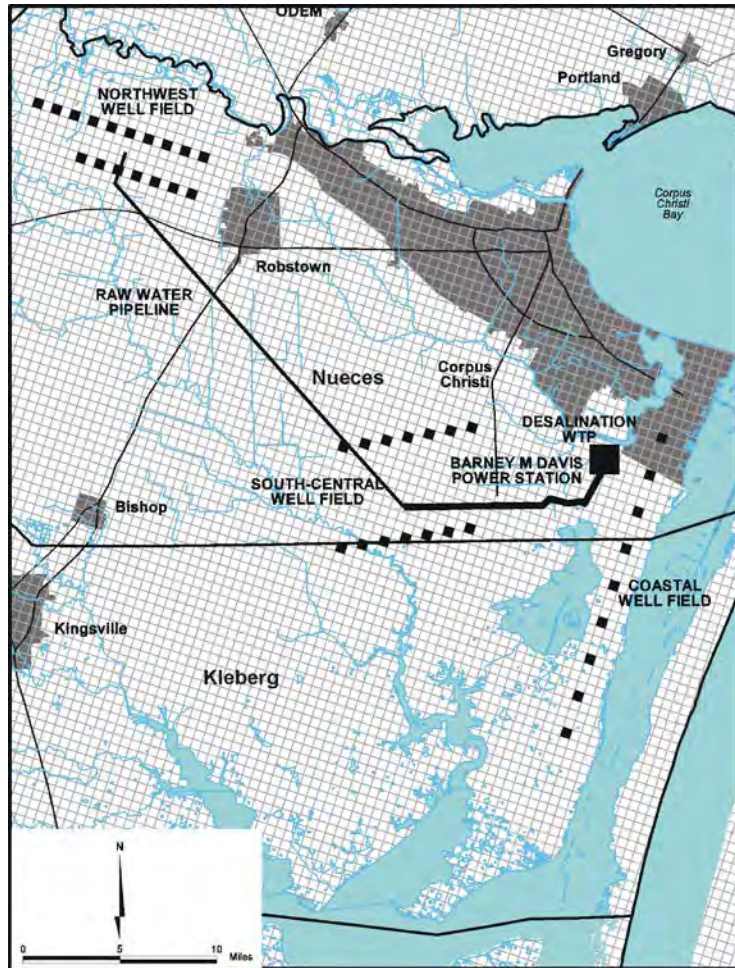 ODEM
Gregory
Portland
NORTHWEST
WELL FIELD
Corpus
Christi
Bay
Robstown
RAW WATER
PIPELINE
Nueces
Corpus
Christi
DESALINATION
WTP
BARNEY M DAVIS
POWER STATION
SOUTH-CENTRAL
WELL FIELD
Bishop
COASTAL
WELL FIELD
Kingsville
Kleberg
N
0 5 10 Miles